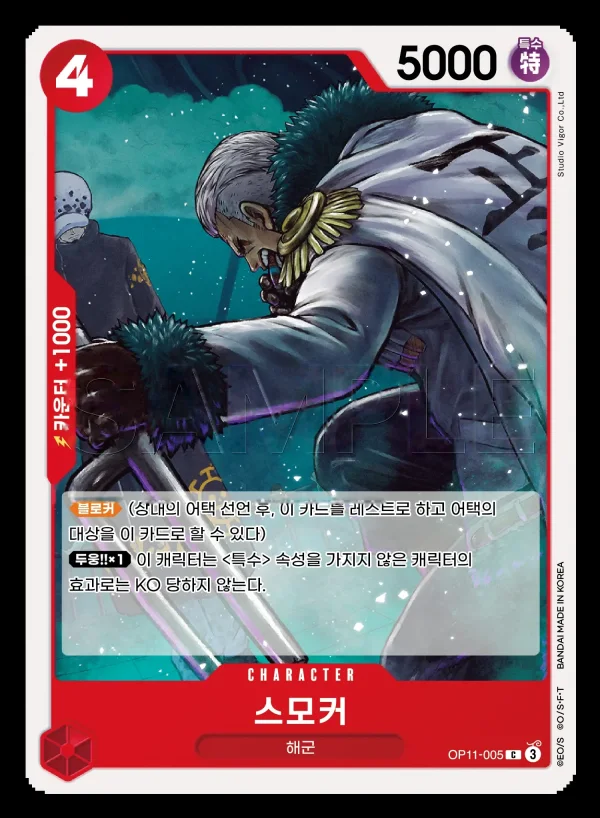 4
5000
특수
特
Studio Vigor Co.,Ltd
카운터 +1000
SAMPLE
블로커 (상대의 어택 선언 후, 이 카드를 레스트로 하고 어택의
대상을 이 카드로 할 수 있다)
두웅!!×1 이 캐릭터는 <특수> 속성을 가지지 않은 캐릭터의
효과로는 KO 당하지 않는다.
CHARACTER
스모커
해군
OP11-005 C 3
©EO/S ©O/S·F·T BANDAI MADE IN KOREA